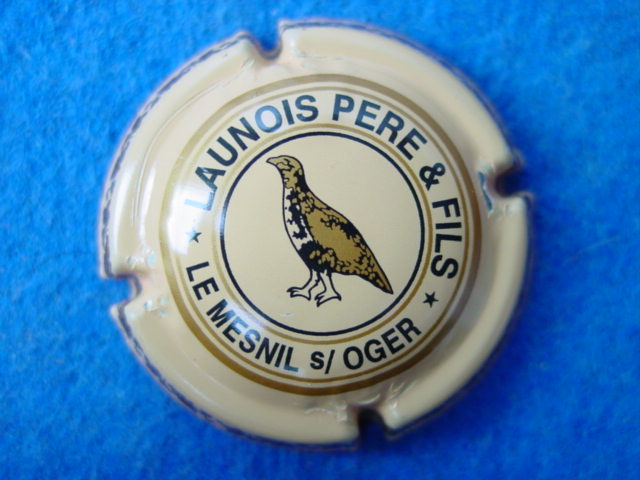 LAUNOIS PERE & FILS
LE MESNIL s/ OGER